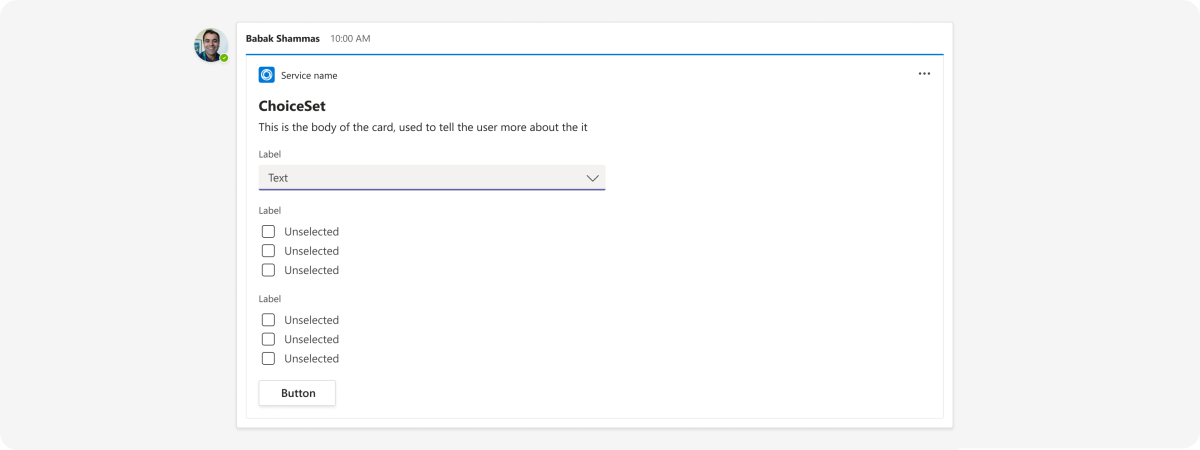 Babak Shammas 10:00 AM
Service name
ChoiceSet
This is the body of the card, used to tell the user more about the it
Label
Text
Label
Unselected
Unselected
Unselected
Label
Unselected
Unselected
Unselected
Button